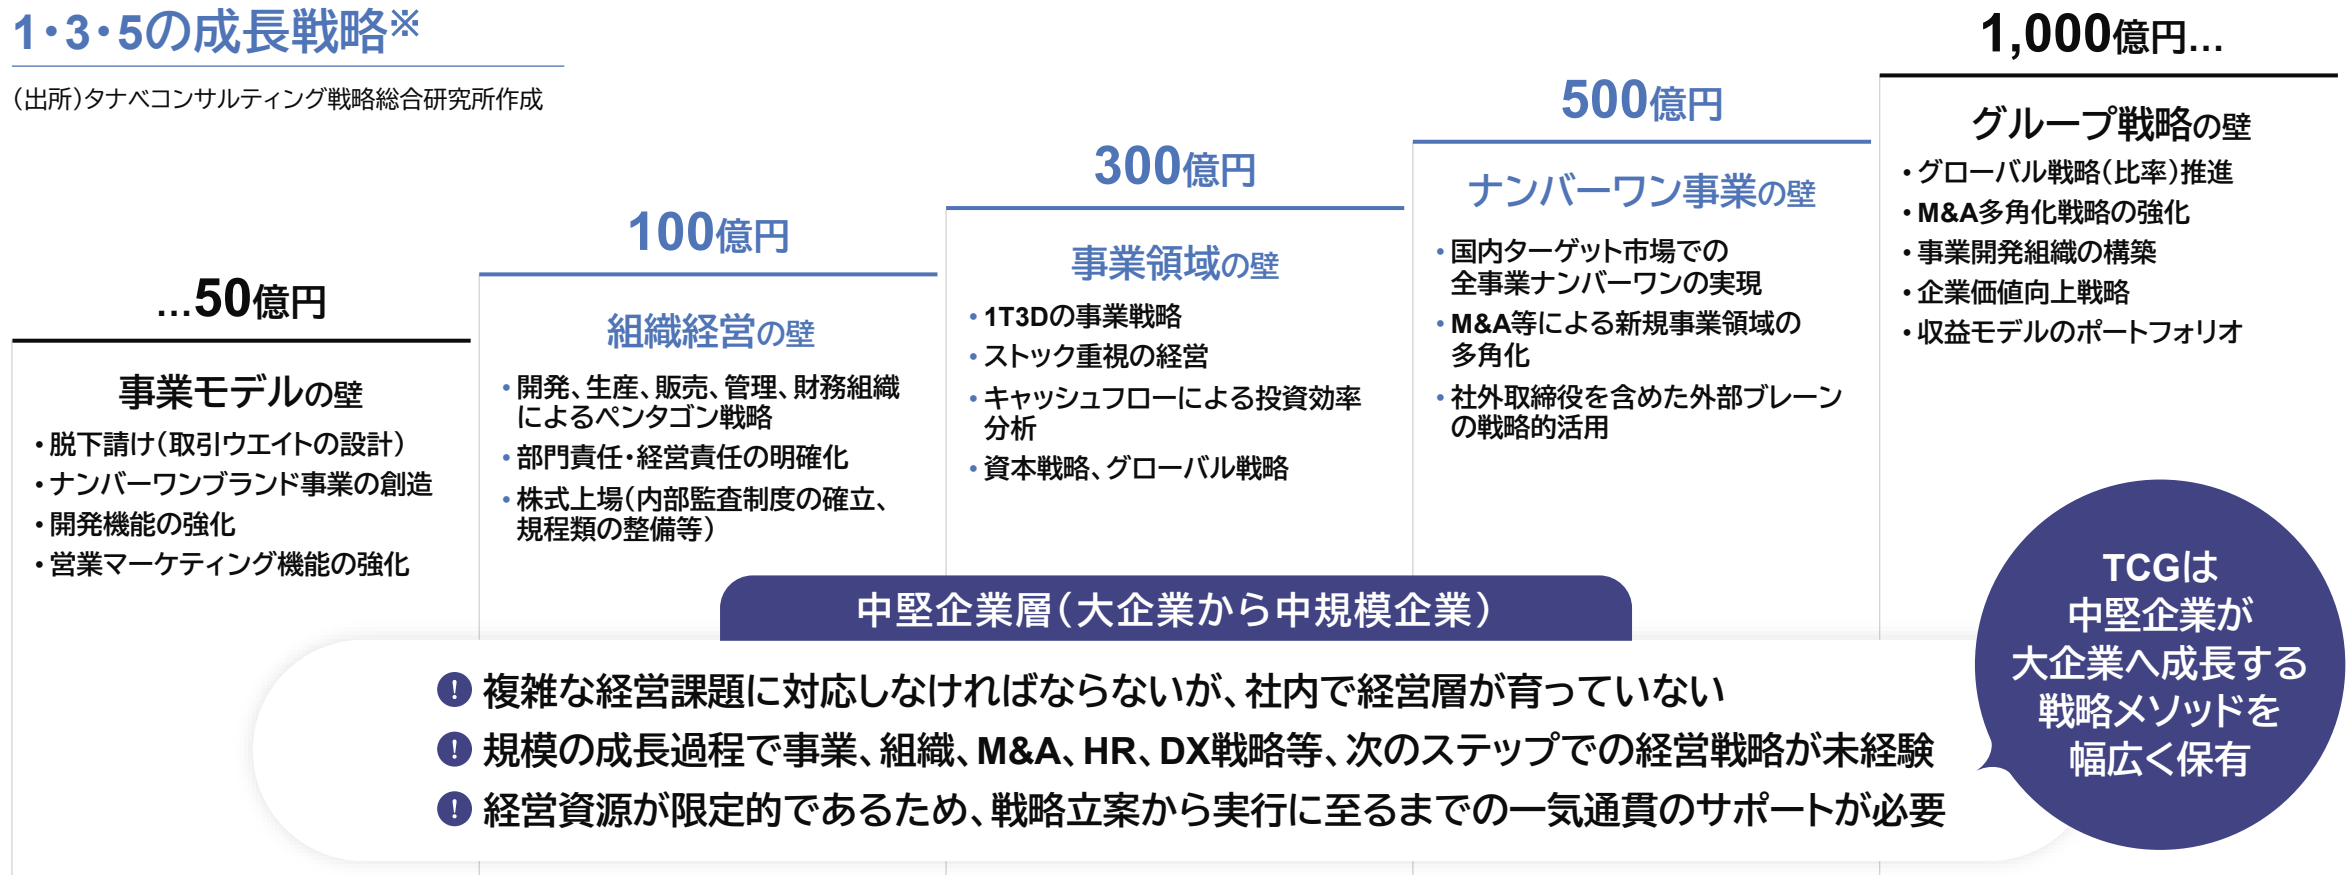 1・3・5の成長戦略※
（出所）タナベコンサルティング戦略総合研究所作成
…50億円
事業モデルの壁
・脱下請け（取引ウエイトの設計）
・ナンバーワンブランド事業の創造
・開発機能の強化
・営業マーケティング機能の強化
100億円
組織経営の壁
・開発、生産、販売、管理、財務組織
によるペンタゴン戦略
・部門責任・経営責任の明確化
・株式上場（内部監査制度の確立、
規程類の整備等）
300億円
事業領域の壁
・1T3Dの事業戦略
・ストック重視の経営
・キャッシュフローによる投資効率
分析
・資本戦略、グローバル戦略
500億円
ナンバーワン事業の壁
・国内ターゲット市場での
全事業ナンバーワンの実現
・M&A等による新規事業領域の
多角化
・社外取締役を含めた外部ブレーン
の戦略的活用
1,000億円…
グループ戦略の壁
・グローバル戦略（比率）推進
・M&A多角化戦略の強化
・事業開発組織の構築
・企業価値向上戦略
・収益モデルのポートフォリオ
中堅企業層（大企業から中規模企業）
! 複雑な経営課題に対応しなければならないが、社内で経営層が育っていない
! 規模の成長過程で事業、組織、M&A、HR、DX戦略等、次のステップでの経営戦略が未経験
! 経営資源が限定的であるため、戦略立案から実行に至るまでの一気通貫のサポートが必要
TCGは
中堅企業が
大企業へ成長する
戦略メソッドを
幅広く保有